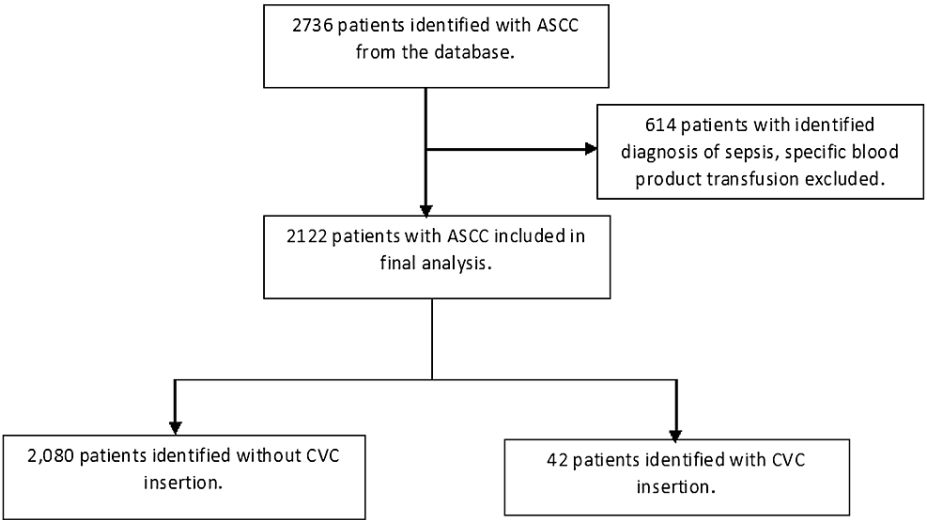 2736 patients identified with ASCC
from the database.
614 patients with identified
diagnosis of sepsis, specific blood
product transfusion excluded.
2122 patients with ASCC included in
final analysis.
2,080 patients identified without CVC
insertion.
42 patients identified with CVC
insertion.